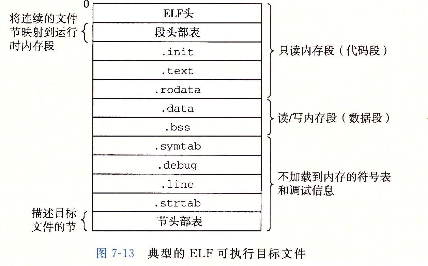 0
将连续的文件
节映射到运行
时内存段
ELF头
段头部表
.init
.text
.rodata
只读内存段（代码段）
.data
.bss
读/写内存段（数据段）
.symtab
.debug
.line
.strtab
不加载到内存的符号表
和调试信息
描述目标
文件的节
节头部表
图 7-13 典型的 ELF 可执行目标文件